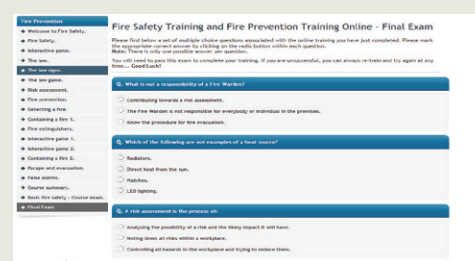 Fire Prevention
Welcome to Fire Safety.
Fire Safety.
Interactive game.
The law.
The law signs.
The law game.
Risk assessment.
Fire prevention.
Detecting a fire.
Containing a fire 1.
Fire extinguishers.
Interactive game 1.
Interactive game 2.
Containing a fire 2.
Escape and evacuation.
False alarms.
Course summary.
Basic fire safety - Course exam.
Final Exam
Fire Safety Training and Fire Prevention Training Online - Final Exam
Please find below a set of multiple choice questions associated with the online training you have just completed. Please mark
the appropriate correct answer by clicking on the radio button within each question.
Note: There is only one possible answer per question.
You will need to pass this exam to complete your training. If you are unsuccessful, you can always re-train and try again at any
time... Good Luck!
Q. What is not a responsibility of a Fire Warden?
Contributing towards a risk assessment.
The Fire Warden is not responsible for everybody or individual in the premises.
Know the procedure for fire evacuation.
Q. Which of the following are not examples of a heat source?
Radiators.
Direct heat from the sun.
Matches.
LED lighting.
Q. A risk assessment is the process of:
Analysing the possibility of a risk and the likely impact it will have.
Noting down all risks within a workplace.
Controlling all hazards in the workplace and trying to reduce them.